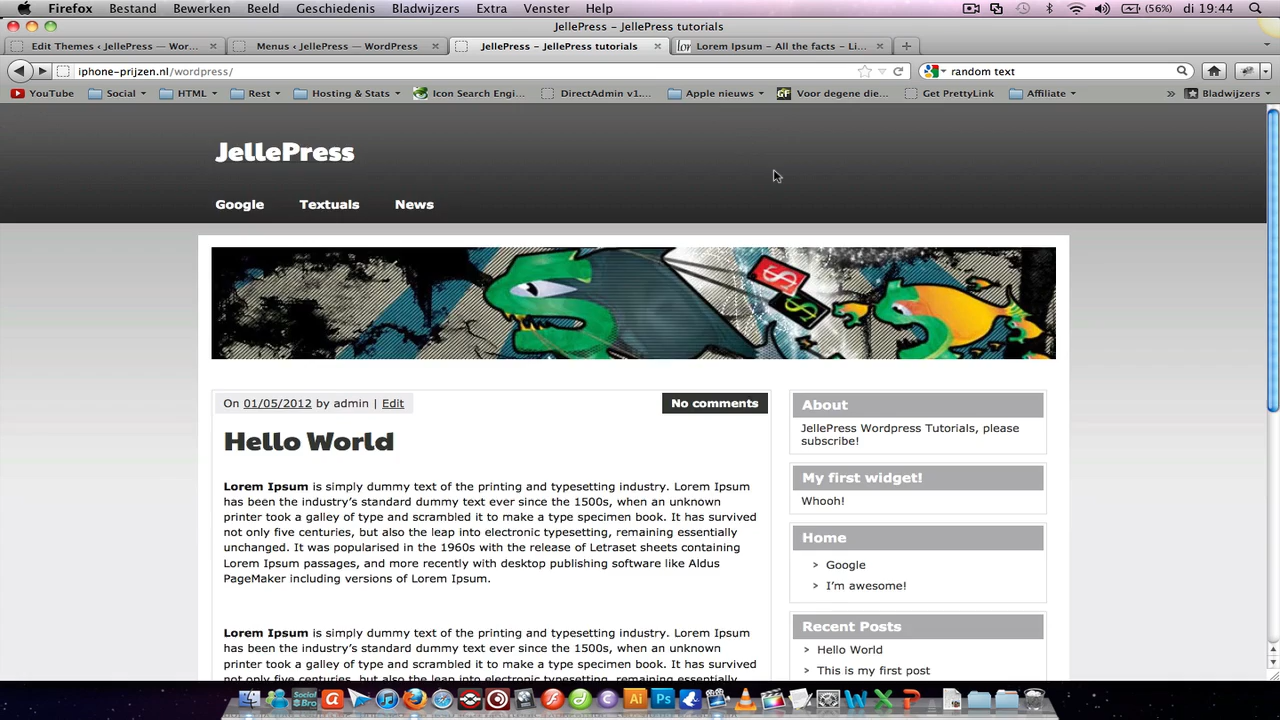 Firefox Bestand Bewerken Beeld Geschiedenis Bladwijzers Extra Venster Help (56%) di 19:44
JellePress – JellePress tutorials
Edit Themes ‹ JellePress — Wor... Menus ‹ JellePress — WordPress JellePress – JellePress tutorials Lorem Ipsum – All the facts – Li...
iphone-prijzen.nl/wordpress/ random text
YouTube Social HTML Rest Hosting & Stats Icon Search Engi... DirectAdmin v1.... Apple nieuws Voor degene die... Get PrettyLink Affiliate » Bladwijzers
JellePress
Google Textuals News
On 01/05/2012 by admin | Edit No comments
Hello World
Lorem Ipsum is simply dummy text of the printing and typesetting industry. Lorem Ipsum
has been the industry’s standard dummy text ever since the 1500s, when an unknown
printer took a galley of type and scrambled it to make a type specimen book. It has survived
not only five centuries, but also the leap into electronic typesetting, remaining essentially
unchanged. It was popularised in the 1960s with the release of Letraset sheets containing
Lorem Ipsum passages, and more recently with desktop publishing software like Aldus
PageMaker including versions of Lorem Ipsum.
Lorem Ipsum is simply dummy text of the printing and typesetting industry. Lorem Ipsum
has been the industry’s standard dummy text ever since the 1500s, when an unknown
printer took a galley of type and scrambled it to make a type specimen book. It has survived
About
JellePress Wordpress Tutorials, please
subscribe!
My first widget!
Whooh!
Home
> Google
> I’m awesome!
Recent Posts
> Hello World
> This is my first post
Social
Bro